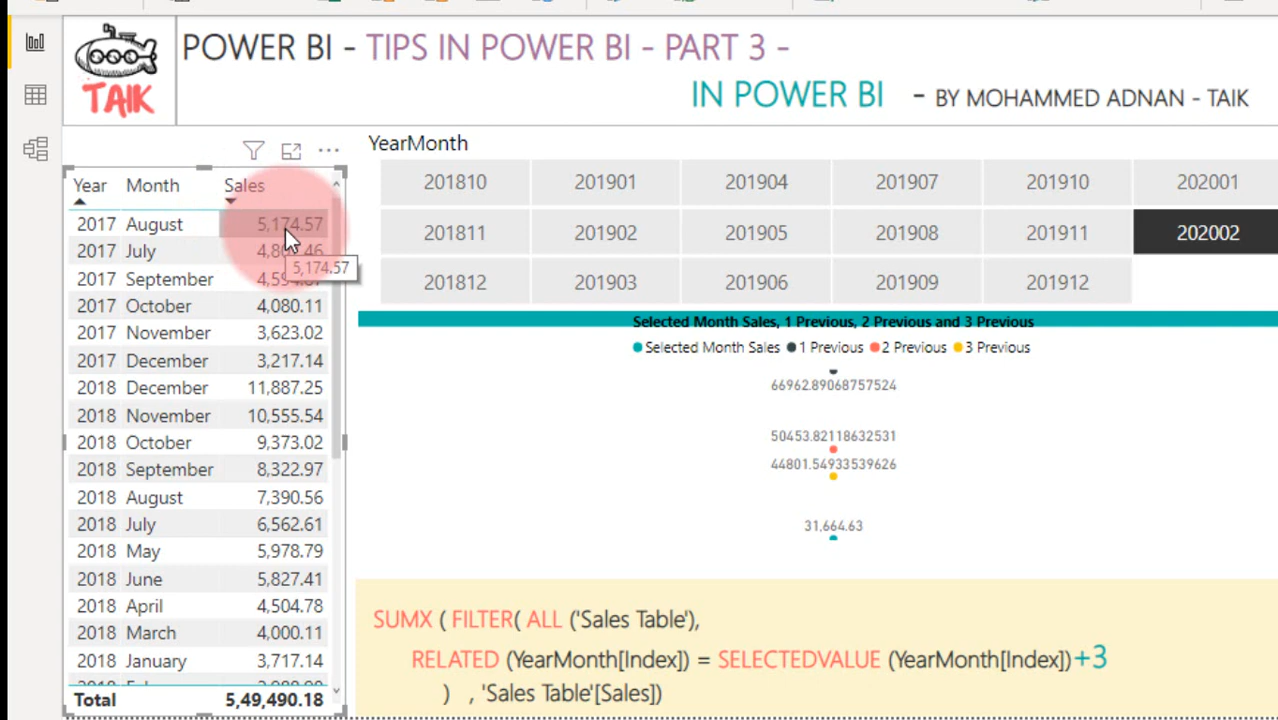 POWER BI - TIPS IN POWER BI - PART 3 -
IN POWER BI - BY MOHAMMED ADNAN - TAIK
TAIK
YearMonth
201810 201901 201904 201907 201910 202001
201811 201902 201905 201908 201911 202002
201812 201903 201906 201909 201912
Year Month Sales
2017 August 5,174.57
2017 July
5,174.57
2017 September
2017 October 4,080.11
2017 November 3,623.02
2017 December 3,217.14
2018 December 11,887.25
2018 November 10,555.54
2018 October 9,373.02
2018 September 8,322.97
2018 August 7,390.56
2018 July 6,562.61
2018 May 5,978.79
2018 June 5,827.41
2018 April 4,504.78
2018 March 4,000.11
2018 January 3,717.14
Total 5,49,490.18
Selected Month Sales, 1 Previous, 2 Previous and 3 Previous
Selected Month Sales 1 Previous 2 Previous 3 Previous
66962.89068757524
50453.82118632531
44801.54933539626
31,664.63
SUMX ( FILTER( ALL ('Sales Table'),
RELATED (YearMonth[Index]) = SELECTEDVALUE (YearMonth[Index])+3
) , 'Sales Table'[Sales])